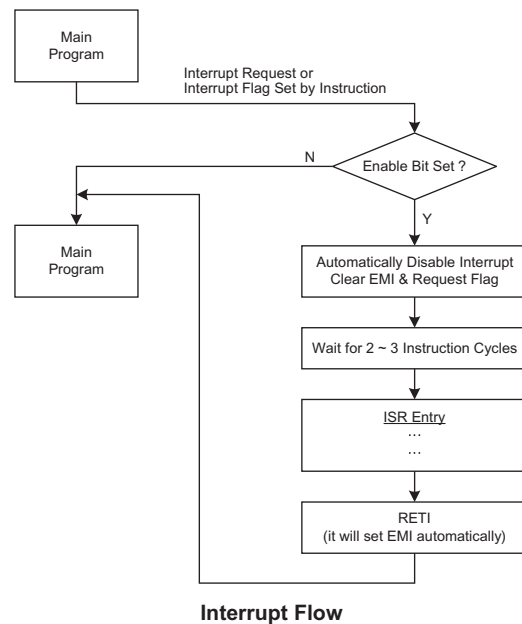 Main
Program
Interrupt Request or
Interrupt Flag Set by Instruction
N
Enable Bit Set ?
Y
Main
Program
Automatically Disable Interrupt
Clear EMI & Request Flag
Wait for 2 ~ 3 Instruction Cycles
ISR Entry
...
...
RETI
(it will set EMI automatically)
Interrupt Flow